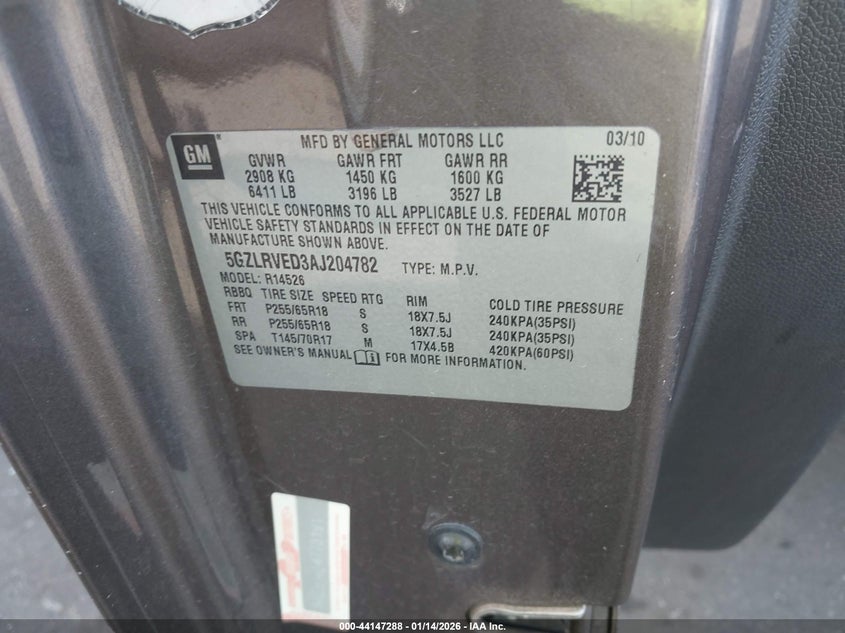 GM
MFD BY GENERAL MOTORS LLC 03/10
GVWR GAWR FRT GAWR RR
2908 KG 1450 KG 1600 KG
6411 LB 3196 LB 3527 LB
THIS VEHICLE CONFORMS TO ALL APPLICABLE U.S. FEDERAL MOTOR
VEHICLE SAFETY STANDARDS IN EFFECT ON THE DATE OF
MANUFACTURE SHOWN ABOVE.
5GZLRVED3AJ204782 TYPE: M.P.V.
MODEL: R14526
RBBQ TIRE SIZE SPEED RTG RIM COLD TIRE PRESSURE
FRT P255/65R18 S 18X7.5J 240KPA(35PSI)
RR P255/65R18 S 18X7.5J 240KPA(35PSI)
SPA T145/70R17 M 17X4.5B 420KPA(60PSI)
SEE OWNER'S MANUAL FOR MORE INFORMATION.
000-44147288 - 01/14/2026 - IAA Inc.